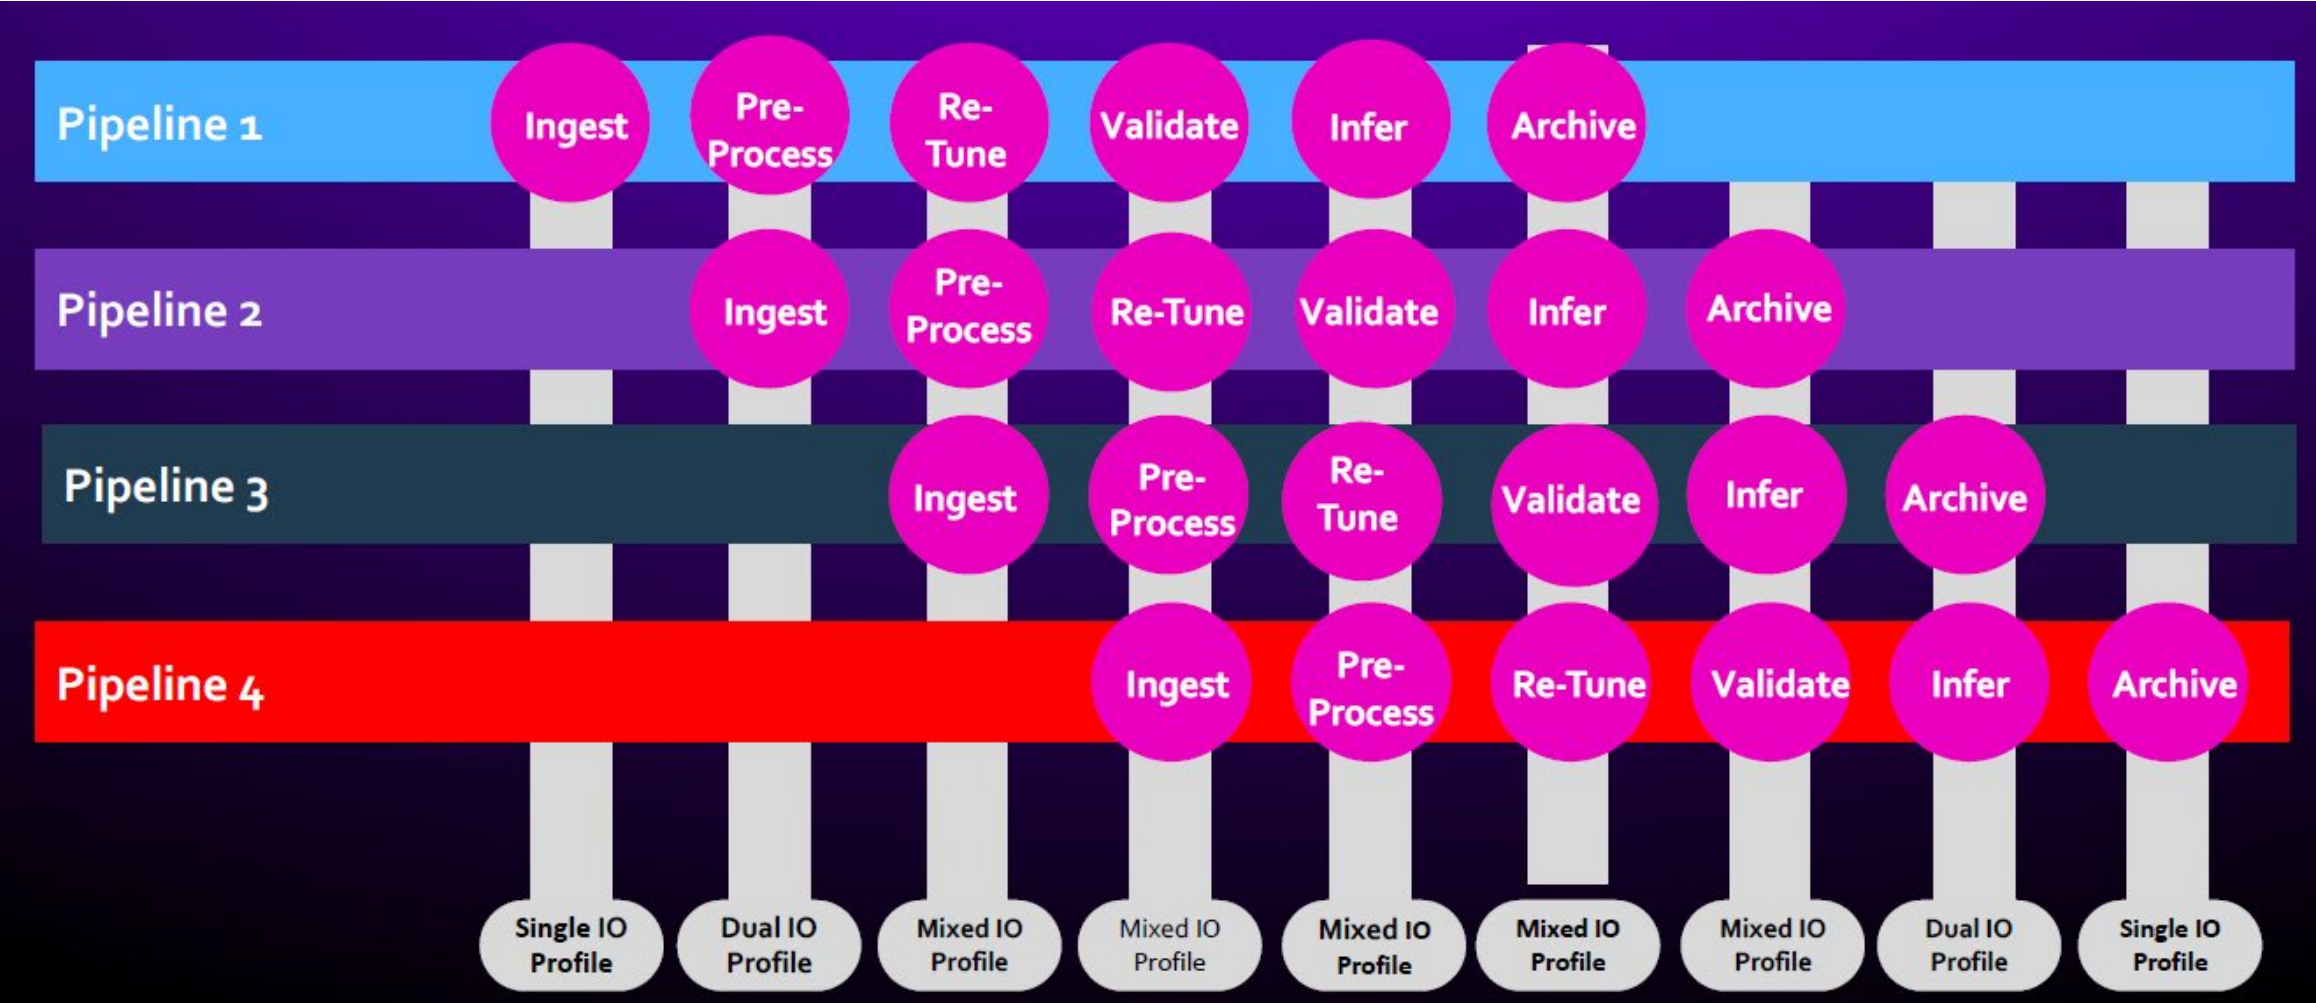 Pipeline 1
Ingest
Pre-
Process
Re-
Tune
Validate
Infer
Archive
Pipeline 2
Ingest
Pre-
Process
Re-Tune
Validate
Infer
Archive
Pipeline 3
Ingest
Pre-
Process
Re-
Tune
Validate
Infer
Archive
Pipeline 4
Ingest
Pre-
Process
Re-Tune
Validate
Infer
Archive
Single IO
Profile
Dual IO
Profile
Mixed IO
Profile
Mixed IO
Profile
Mixed IO
Profile
Mixed IO
Profile
Mixed IO
Profile
Dual IO
Profile
Single IO
Profile